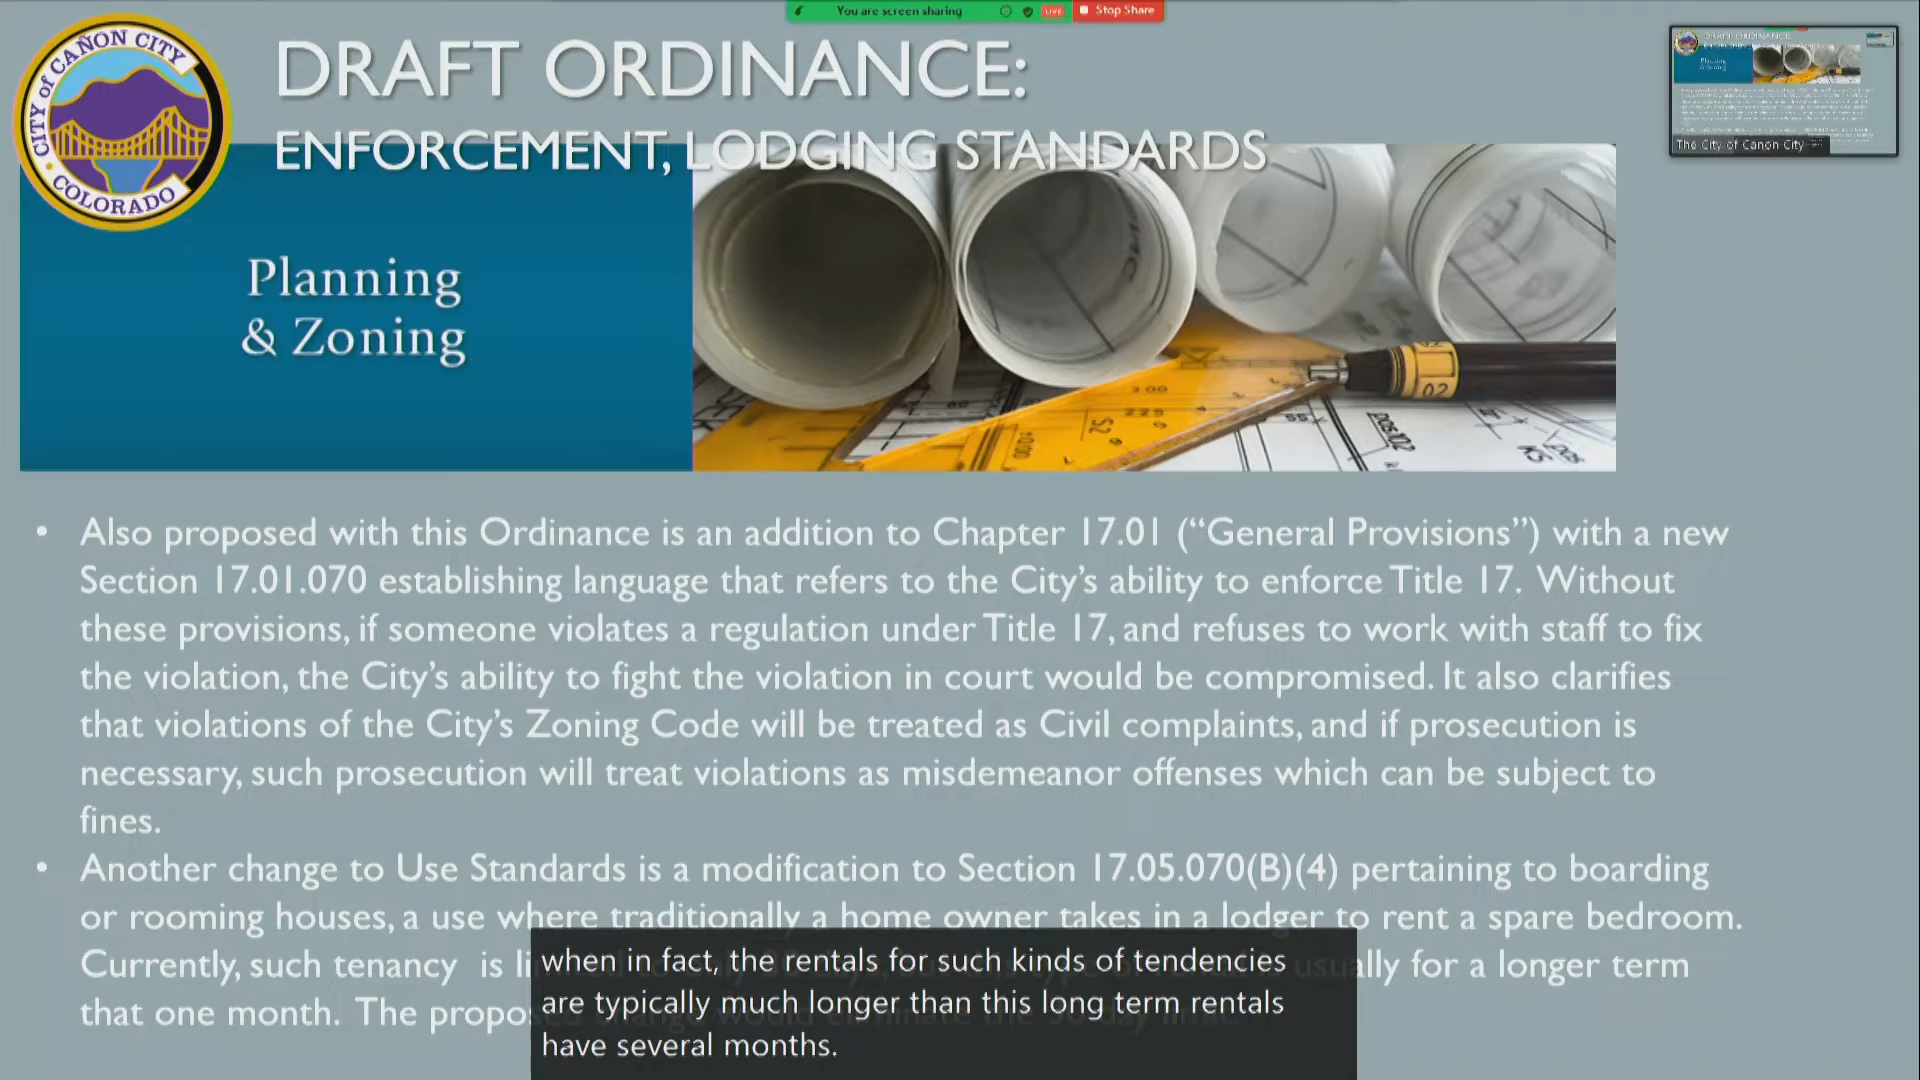 You are screen sharing
LIVE
Stop Share
CITY of CAÑON CITY
COLORADO
DRAFT ORDINANCE:
ENFORCEMENT, LODGING STANDARDS
The City of Canon City
Planning
& Zoning
02
• Also proposed with this Ordinance is an addition to Chapter 17.01 (“General Provisions”) with a new
Section 17.01.070 establishing language that refers to the City’s ability to enforce Title 17. Without
these provisions, if someone violates a regulation under Title 17, and refuses to work with staff to fix
the violation, the City’s ability to fight the violation in court would be compromised. It also clarifies
that violations of the City’s Zoning Code will be treated as Civil complaints, and if prosecution is
necessary, such prosecution will treat violations as misdemeanor offenses which can be subject to
fines.
• Another change to Use Standards is a modification to Section 17.05.070(B)(4) pertaining to boarding
or rooming houses, a use where traditionally a home owner takes in a lodger to rent a spare bedroom.
Currently, such tenancy is usually for a longer term
that one month. The
when in fact, the rentals for such kinds of tendencies
are typically much longer than this long term rentals
have several months.